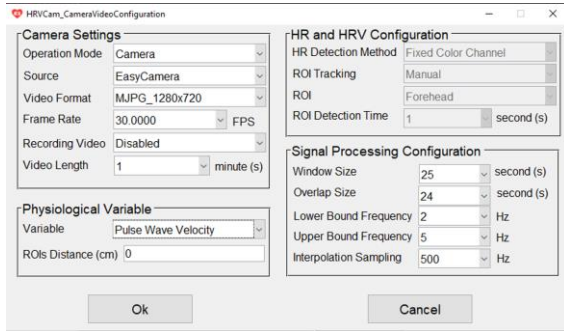 HRVCam_CameraVideoConfiguration
Camera Settings
Operation Mode Camera
Source EasyCamera
Video Format MJPG_1280x720
Frame Rate 30.0000 FPS
Recording Video Disabled
Video Length 1 minute (s)
Physiological Variable
Variable Pulse Wave Velocity
ROIs Distance (cm) 0
HR and HRV Configuration
HR Detection Method Fixed Color Channel
ROI Tracking Manual
ROI Forehead
ROI Detection Time 1 second (s)
Signal Processing Configuration
Window Size 25 second (s)
Overlap Size 24 second (s)
Lower Bound Frequency 2 Hz
Upper Bound Frequency 5 Hz
Interpolation Sampling 500 Hz
Ok Cancel